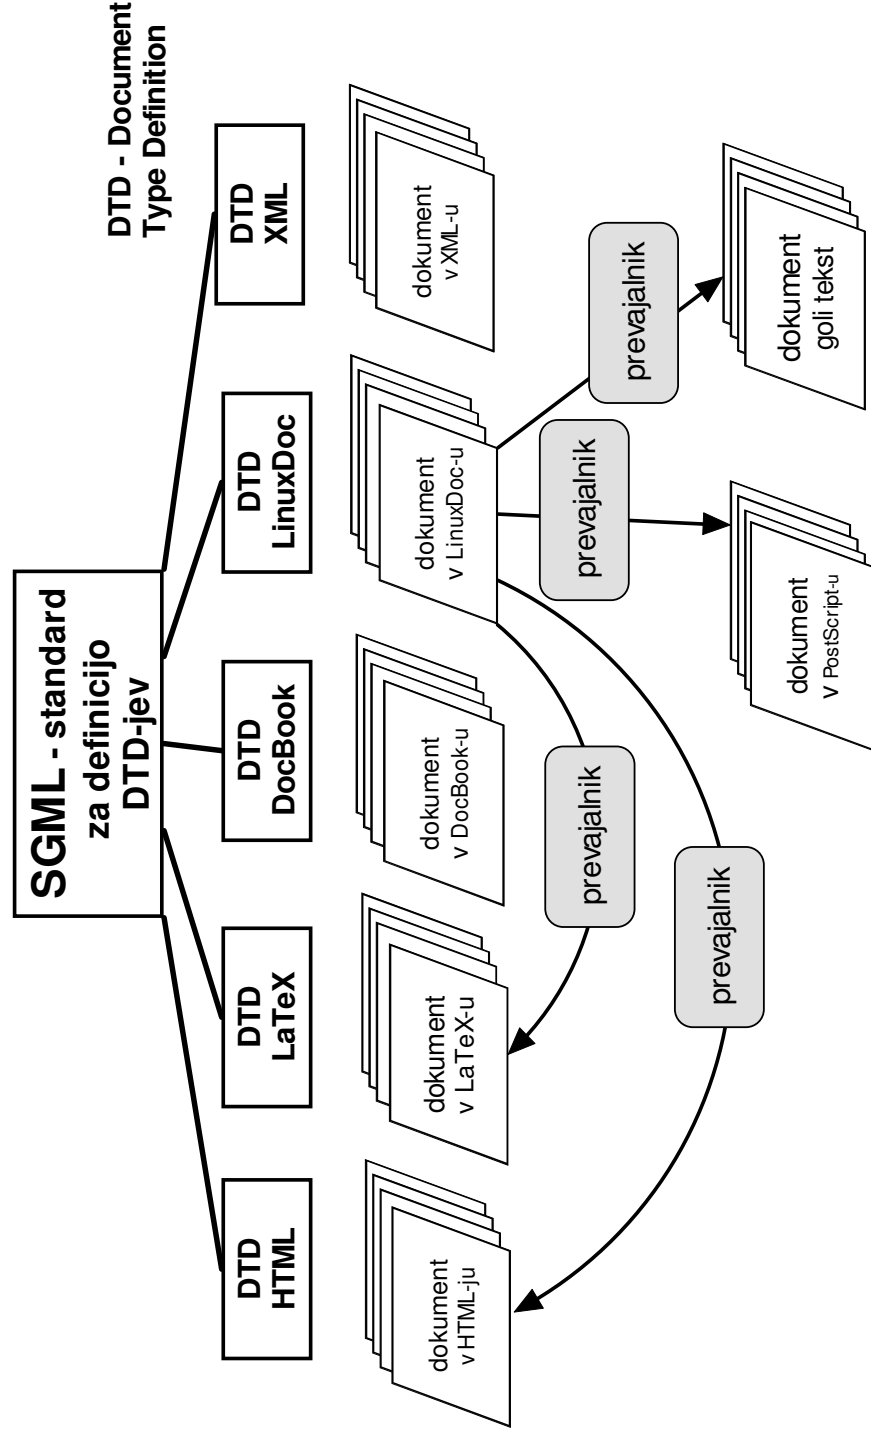 SGML - standard
za definicijo
DTD-jev
DTD - Document
Type Definition
DTD
HTML
DTD
LaTeX
DTD
DocBook
DTD
LinuxDoc
DTD
XML
dokument
v HTML-ju
dokument
v LaTeX-u
dokument
v DocBook-u
dokument
v LinuxDoc-u
dokument
v XML-u
prevajalnik
prevajalnik
prevajalnik
prevajalnik
dokument
v PostScript-u
dokument
goli tekst